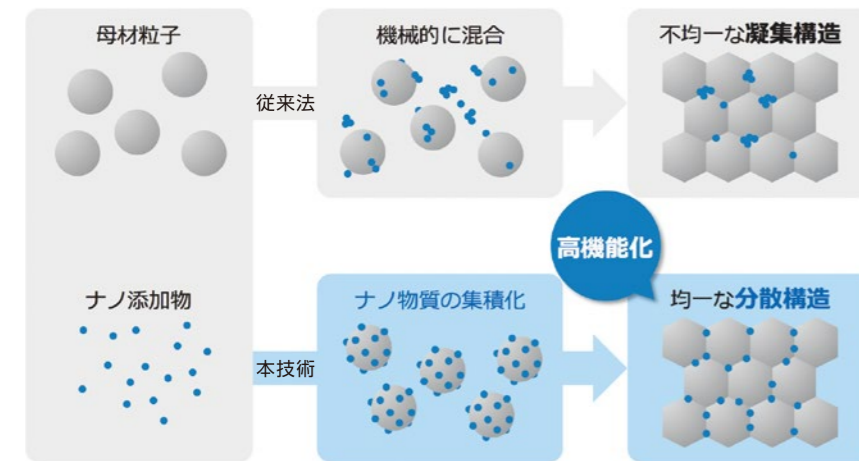 母材粒子
従来法
機械的に混合
不均一な凝集構造
高機能化
ナノ添加物
本技術
ナノ物質の集積化
均一な分散構造